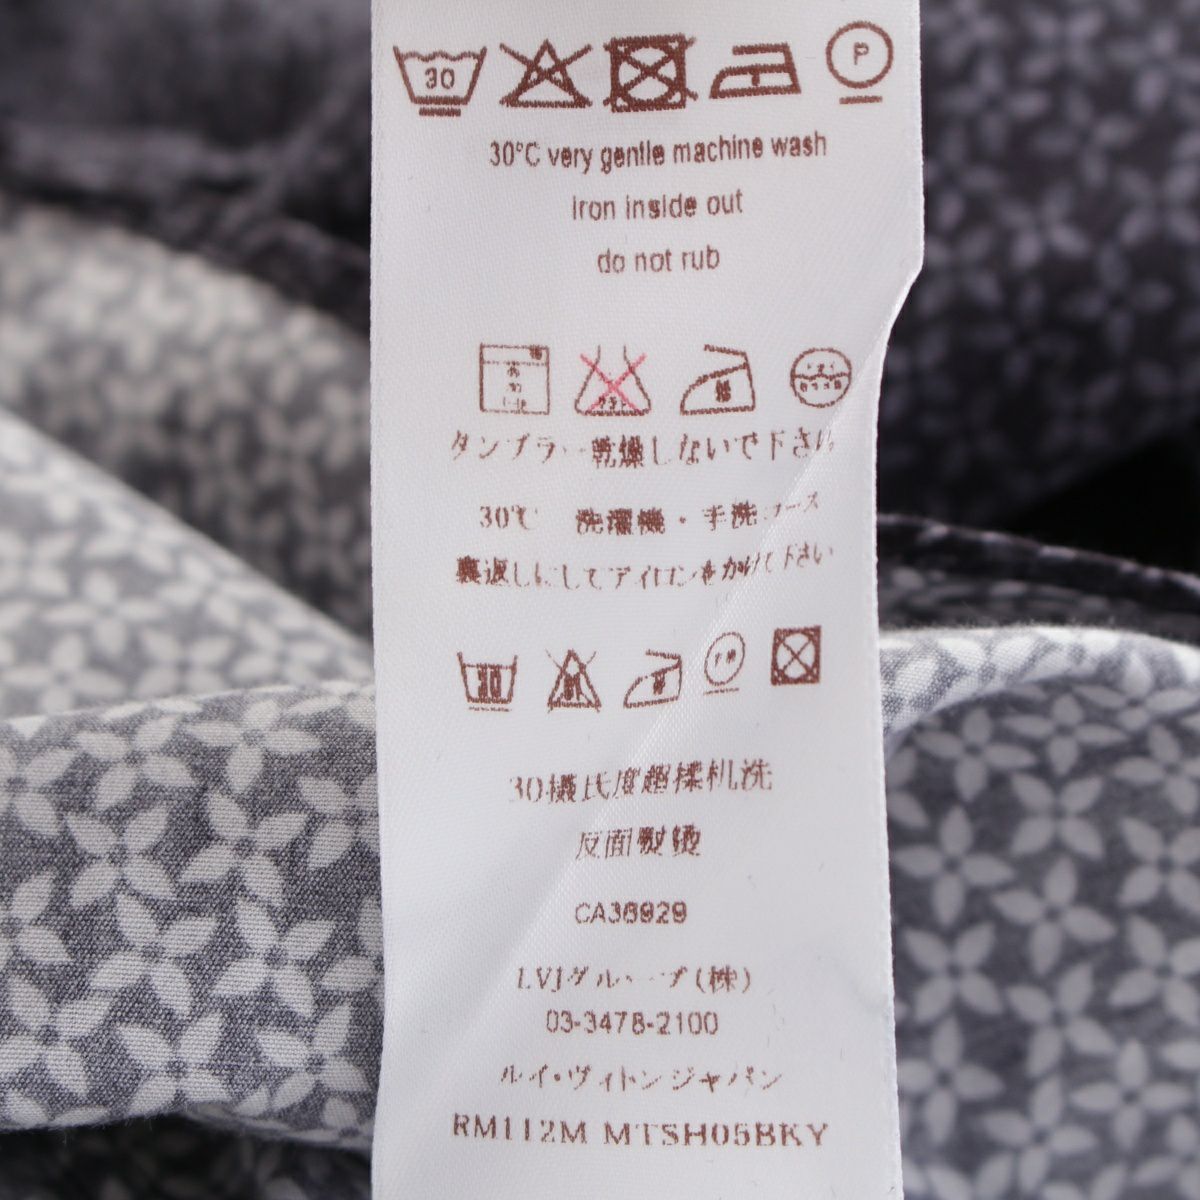 30 P
30°C very gentle machine wash
iron inside out
do not rub
タンブラー乾燥しないで下さい
30℃ 洗濯機・手洗コース
裏返しにしてアイロンをかけて下さい
30
30摄氏度超柔机洗
反面熨烫
CA36929
LVJグループ(株)
03-3478-2100
ルイ・ヴィトンジャパン
RM112M MTSH05BKY